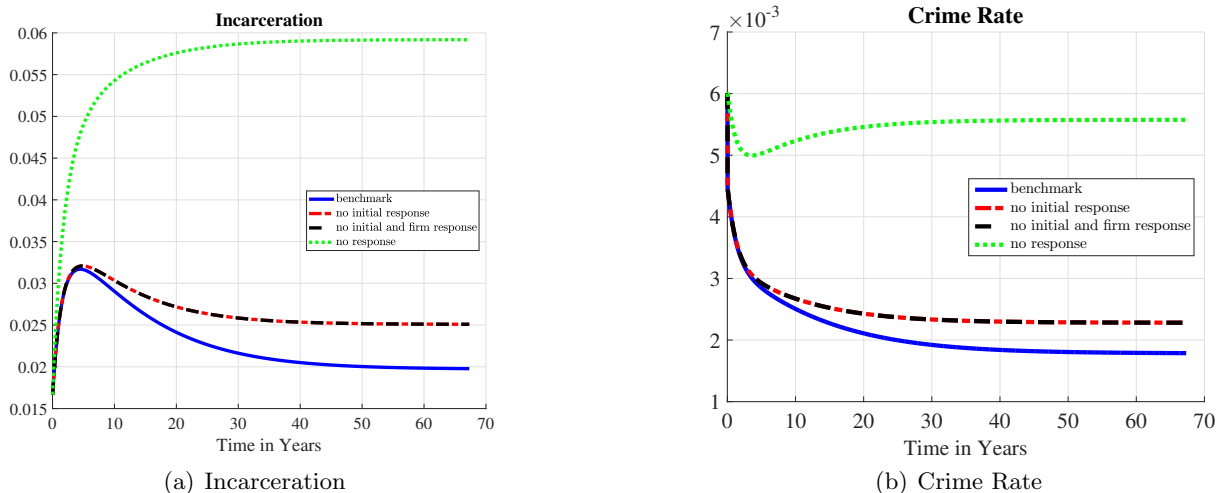 Incarceration
0.06
0.055
0.05
0.045
0.04
0.035
0.03
0.025
0.02
0.015
0 10 20 30 40 50 60 70
Time in Years
benchmark
no initial response
no initial and firm response
no response
(a) Incarceration
Crime Rate
×10-3
7
6
5
4
3
2
1
0 10 20 30 40 50 60 70
Time in Years
benchmark
no initial response
no initial and firm response
no response
(b) Crime Rate